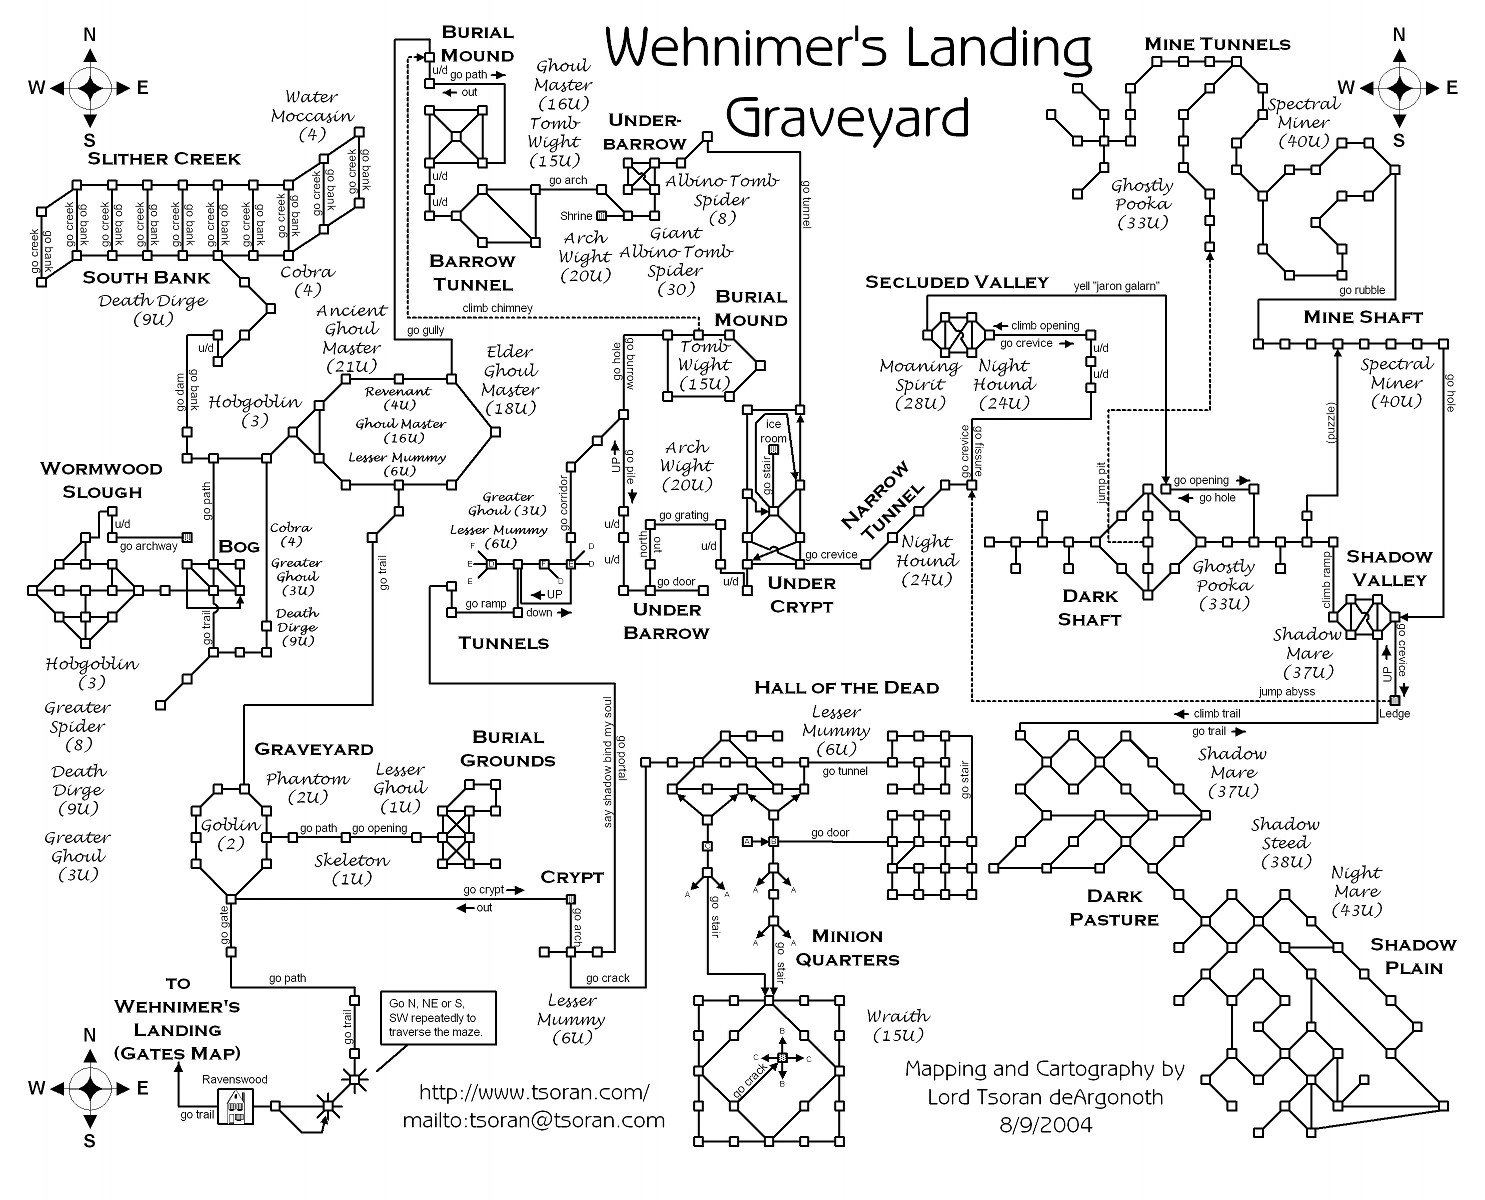 Wehnimer's Landing
Graveyard
N
W
E
S
N
W
E
S
BURIAL
MOUND
u/d
go path
out
u/d
u/d
Ghoul
Master
(16U)
Tomb
Wight
(15U)
UNDER-
BARROW
MINE TUNNELS
Spectral
Miner
(40U)
Ghostly
Pooka
(33U)
Water
Moccasin
(4)
SLITHER CREEK
go creek
go bank
go creek
go bank
go creek
go bank
go creek
go bank
go creek
go bank
go creek
go bank
go creek
go bank
go creek
go bank
go creek
go bank
go creek
go bank
SOUTH BANK
Death Dirge
(9U)
Cobra
(4)
go arch
Shrine
Albino Tomb
Spider
(8)
go tunnel
Arch
Wight
(20U)
Giant
Albino Tomb
Spider
(30)
BARROW
TUNNEL
climb chimney
BURIAL
MOUND
SECLUDED VALLEY
yell "jaron galarn"
climb opening
go crevice
u/d
u/d
Moaning
Spirit
(28U)
Night
Hound
(24U)
go rubble
MINE SHAFT
Spectral
Miner
(40U)
go hole
(puzzle)
u/d
go dam
go bank
Ancient
Ghoul
Master
(21U)
go gully
Elder
Ghoul
Master
(18U)
Hobgoblin
(3)
Revenant
(4U)
Ghoul Master
(16U)
Lesser Mummy
(6U)
go hole
go burrow
Tomb
Wight
(15U)
ice
room
go stair
Arch
Wight
(20U)
UP
go pile
u/d
u/d
go grating
north
out
u/d
go door
u/d
UNDER
BARROW
go crevice
UNDER
CRYPT
NARROW
TUNNEL
Night
Hound
(24U)
go crevice
go fissure
jump pit
go opening
go hole
DARK
SHAFT
Ghostly
Pooka
(33U)
climb ramp
SHADOW
VALLEY
Shadow
Mare
(37U)
UP
go crevice
Ledge
jump abyss
climb trail
go trail
WORMWOOD
SLOUGH
u/d
go archway
BOG
go path
go trail
Cobra
(4)
Greater
Ghoul
(3U)
Death
Dirge
(9U)
go trail
Hobgoblin
(3)
Greater
Spider
(8)
Death
Dirge
(9U)
Greater
Ghoul
(3U)
Greater
Ghoul (3U)
Lesser Mummy
(6U)
go corridor
F
E
E
D
F
D
E
D
D
UP
go ramp
down
TUNNELS
say shadow bind my soul
go portal
GRAVEYARD
Phantom
(2U)
Goblin
(2)
Lesser
Ghoul
(1U)
BURIAL
GROUNDS
go path
go opening
Skeleton
(1U)
CRYPT
go crypt
out
go arch
go crack
Lesser
Mummy
(6U)
go gate
go path
go trail
HALL OF THE DEAD
Lesser
Mummy
(6U)
go tunnel
go stair
go door
A
B
C
A
A
A
A
A
A
go stair
go stair
MINION
QUARTERS
Wraith
(15U)
B
C
C
B
go crack
Shadow
Mare
(37U)
Shadow
Steed
(38U)
Night
Mare
(43U)
DARK
PASTURE
SHADOW
PLAIN
TO
WEHNIMER'S
LANDING
(GATES MAP)
Ravenswood
go trail
Go N, NE or S,
SW repeatedly to
traverse the maze.
N
W
E
S
http://www.tsoran.com/
mailto:tsoran@tsoran.com
Mapping and Cartography by
Lord Tsoran deArgonoth
8/9/2004